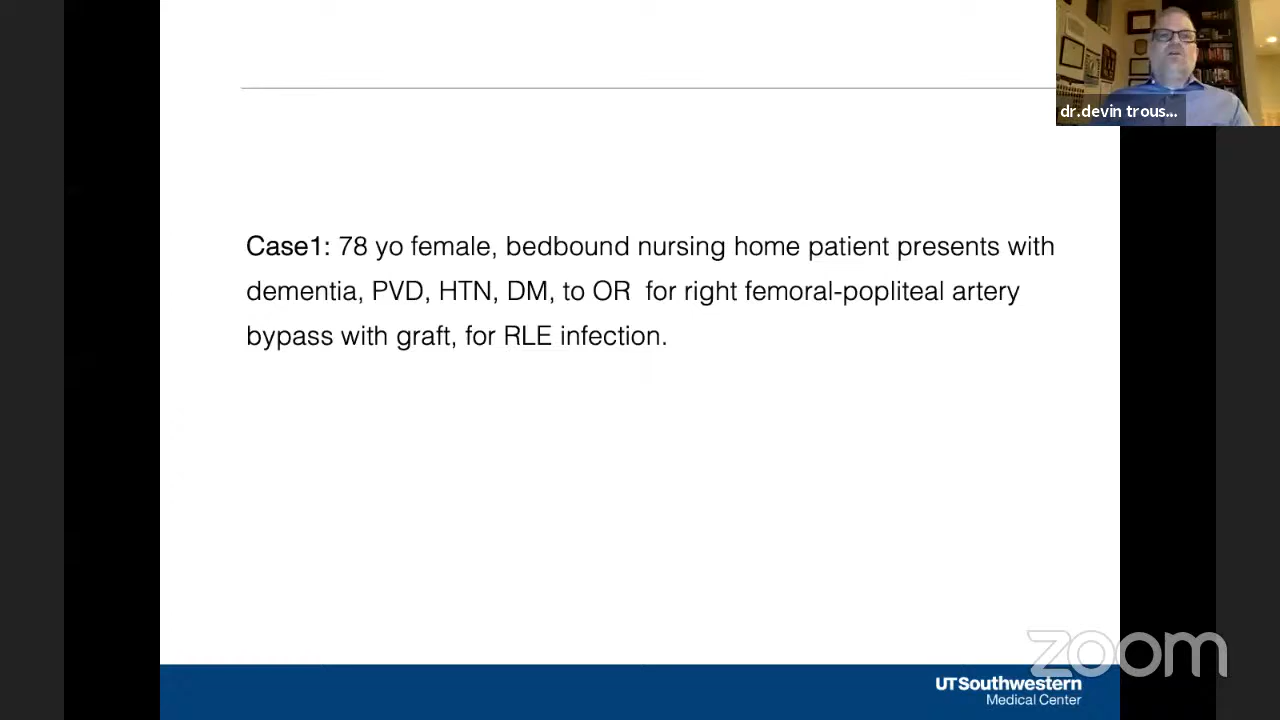 dr.devin trous...
Case1: 78 yo female, bedbound nursing home patient presents with
dementia, PVD, HTN, DM, to OR  for right femoral-popliteal artery
bypass with graft, for RLE infection.
zoom
UTSouthwestern
Medical Center